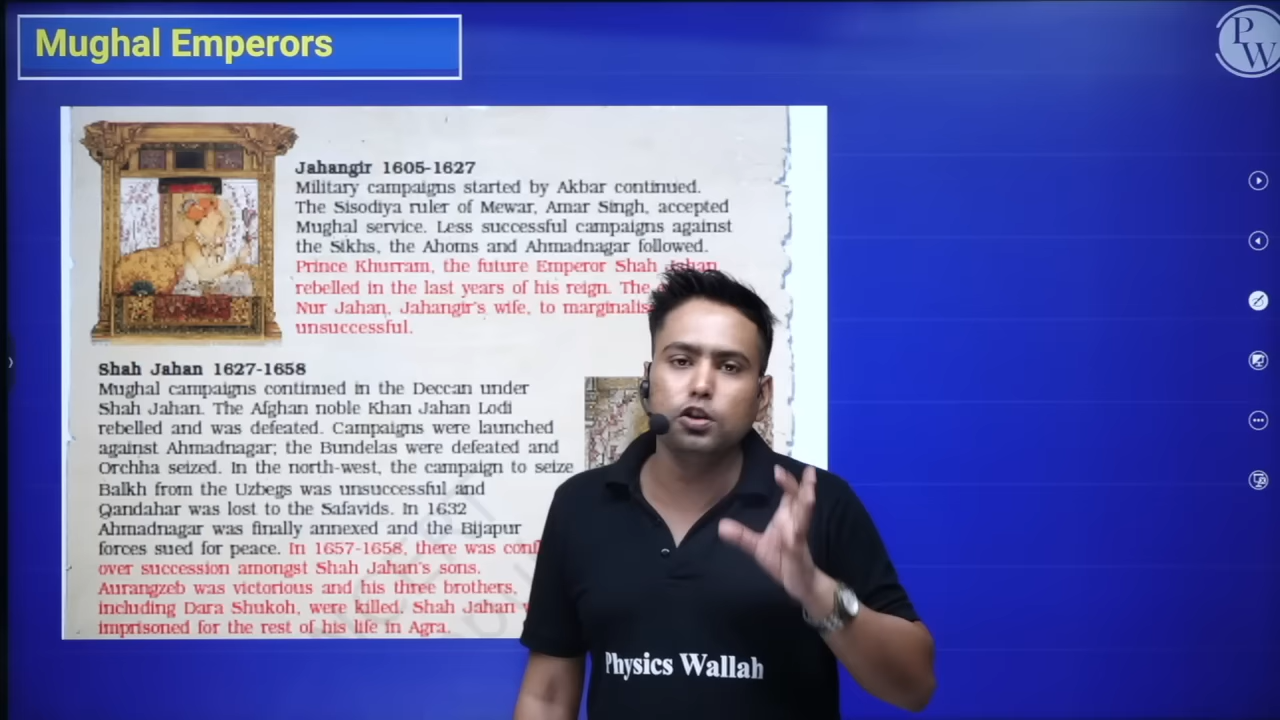 Mughal Emperors
PW
Jahangir 1605-1627
Military campaigns started by Akbar continued.
The Sisodiya ruler of Mewar, Amar Singh, accepted
Mughal service. Less successful campaigns against
the Sikhs, the Ahoms and Ahmadnagar followed.
Prince Khurram, the future Emperor Shah Jahan
rebelled in the last years of his reign. The
Nur Jahan, Jahangir's wife, to
unsuccessful.
Shah Jahan 1627-1658
Mughal campaigns continued in the Deccan under
Shah Jahan. The Afghan noble Khan Jahan Lodi
rebelled and was defeated. Campaigns were launched
against Ahmadnagar; the Bundelas were defeated and
Orchha seized. In the north-west, the campaign to seize
Balkh from the Uzbegs was unsuccessful and
Qandahar was lost to the Safavids. In 1632
Ahmadnagar was finally annexed and the Bijapur
forces sued for peace. In 1657-1658, there was
over succession amongst Shah Jahan's sons.
Aurangzeb was victorious and his three brothers,
including Dara Shukoh, were killed. Shah Jahan
imprisoned for the rest of his life in Agra.
Physics Wallah